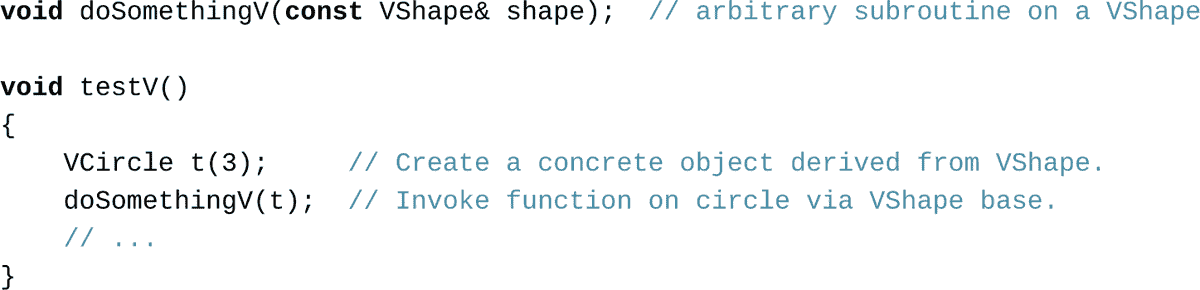 void doSomethingV(const VShape& shape);  // arbitrary subroutine on a VShape
void testV()
{
    VCircle t(3);     // Create a concrete object derived from VShape.
    doSomethingV(t);  // Invoke function on circle via VShape base.
    // ...
}